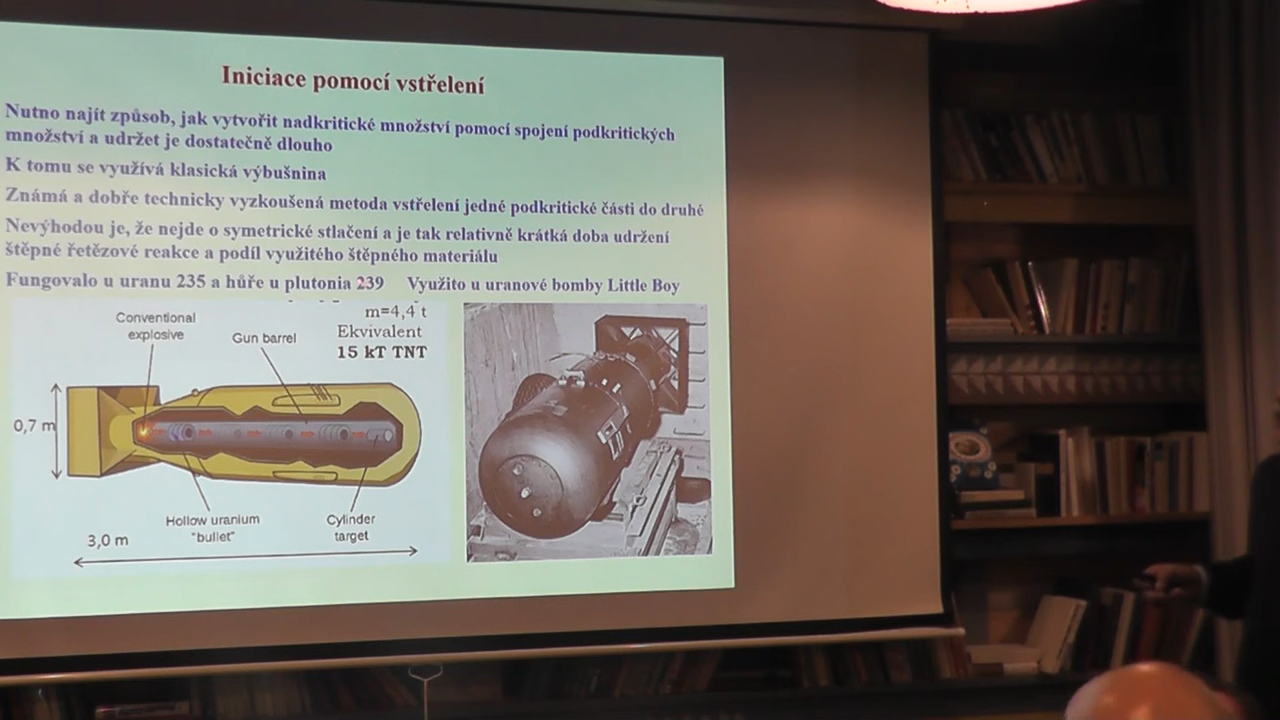 Iniciace pomocí vstřelení
Nutno najít způsob, jak vytvořit nadkritické množství pomocí spojení podkritických
množství a udržet je dostatečně dlouho
K tomu se využívá klasická výbušnina
Známá a dobře technicky vyzkoušená metoda vstřelení jedné podkritické části do druhé
Nevýhodou je, že nejde o symetrické stlačení a je tak relativně krátká doba udržení
štěpné řetězové reakce a podíl využitého štěpného materiálu
Fungovalo u uranu 235 a hůře u plutonia 239 Využito u uranové bomby Little Boy
m=4,4 t
Ekvivalent
15 kT TNT
Conventional
explosive
Gun barrel
0,7 m
Hollow uranium
"bullet"
Cylinder
target
3,0 m